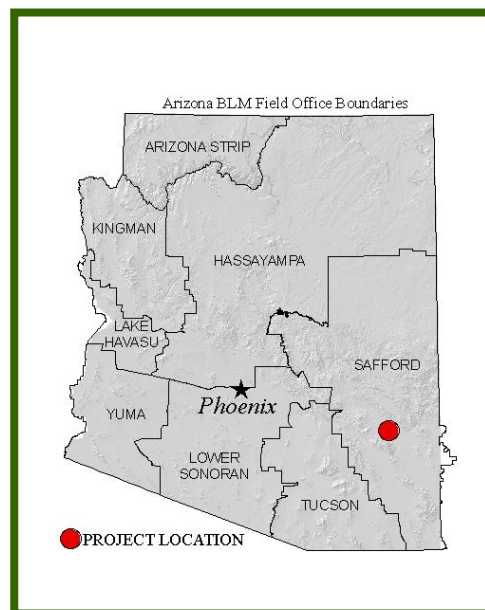 Arizona BLM Field Office Boundaries
ARIZONA STRIP
KINGMAN
HASSAYAMPA
LAKE
HAVASU
SAFFORD
Phoenix
YUMA
LOWER
SONORAN
TUCSON
PROJECT LOCATION